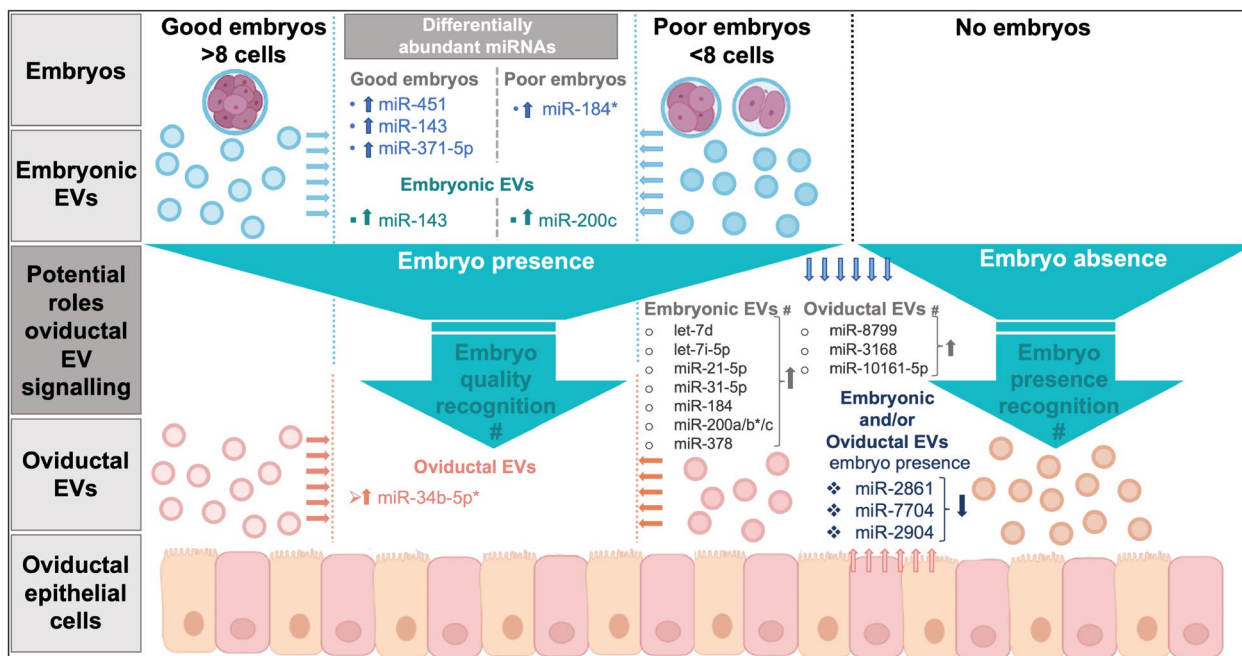 Embryos
Embryonic
EVs
Potential
roles
oviductal
EV
signalling
Oviductal
EVs
Oviductal
epithelial
cells
Good embryos
>8 cells
Differentially
abundant miRNAs
Good embryos
• miR-451
• miR-143
• miR-371-5p
Poor embryos
• miR-184*
Embryonic EVs
▪ miR-143
▪ miR-200c
Poor embryos
<8 cells
No embryos
Embryo presence
Embryo absence
Embryo
quality
recognition
#
Embryonic EVs #
o let-7d
o let-7i-5p
o miR-21-5p
o miR-31-5p
o miR-184
o miR-200a/b*/c
o miR-378
Oviductal EVs #
o miR-8799
o miR-3168
o miR-10161-5p
Embryo
presence
recognition
#
Embryonic
and/or
Oviductal EVs
embryo presence
❖ miR-2861
❖ miR-7704
❖ miR-2904
Oviductal EVs
➢ miR-34b-5p*